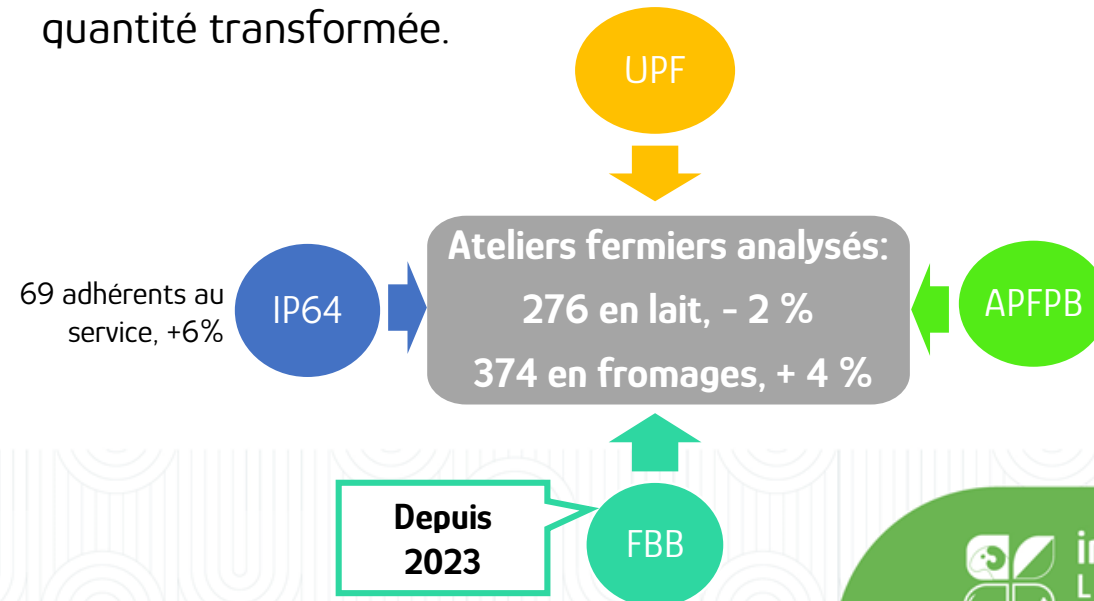 quantité transformée.
UPF
Ateliers fermiers analysés:
276 en lait, - 2 %
374 en fromages, + 4 %
69 adhérents au
service, +6%
IP64
APFPB
Depuis
2023
FBB